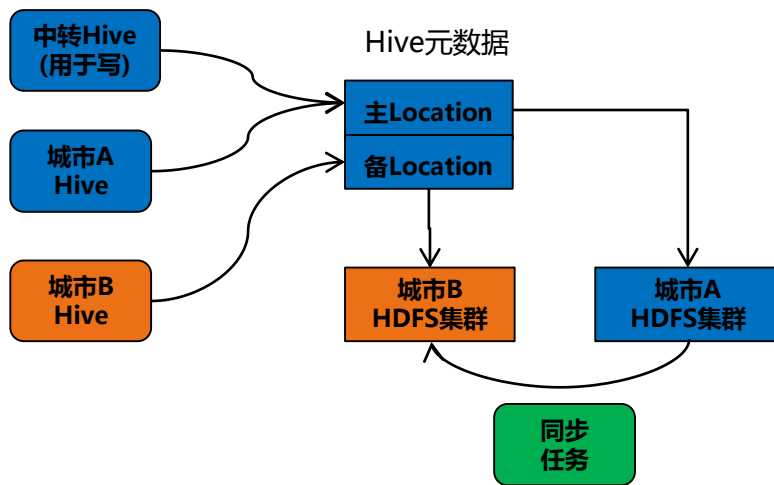 中转Hive
(用于写)
Hive元数据
主Location
城市A
Hive
备Location
城市B
Hive
城市B
HDFS集群
城市A
HDFS集群
同步
任务